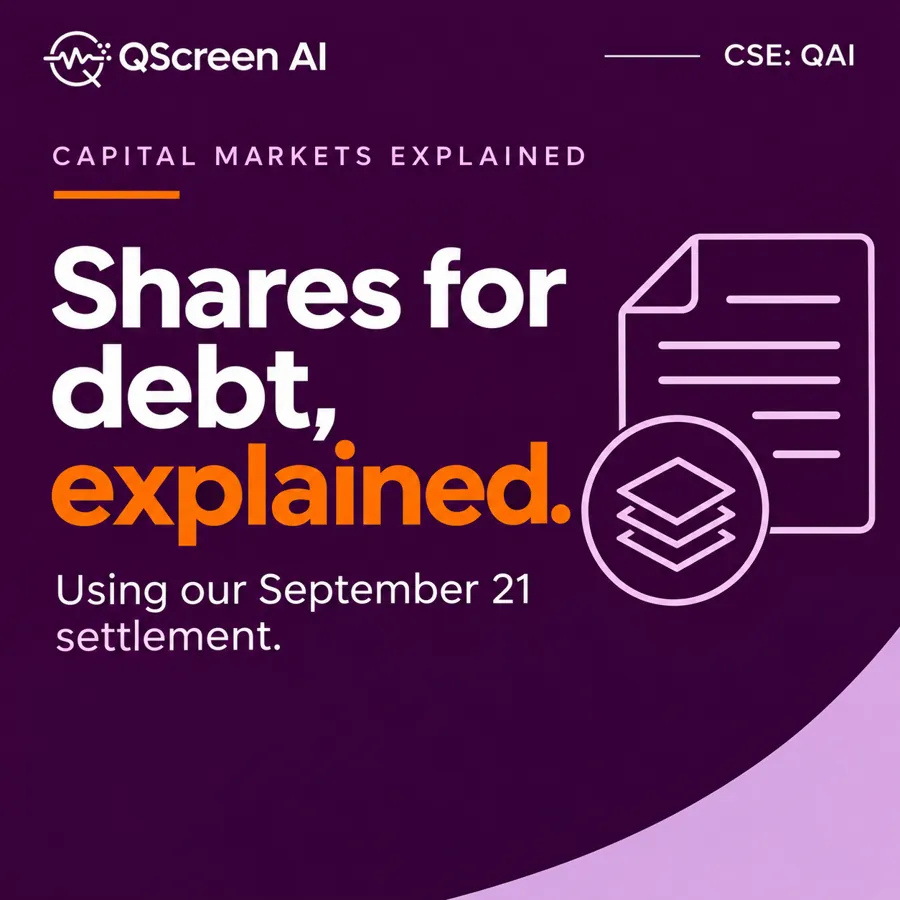 QScreen AI
CSE: QAI
CAPITAL MARKETS EXPLAINED
Shares for
debt,
explained.
Using our September 21
settlement.